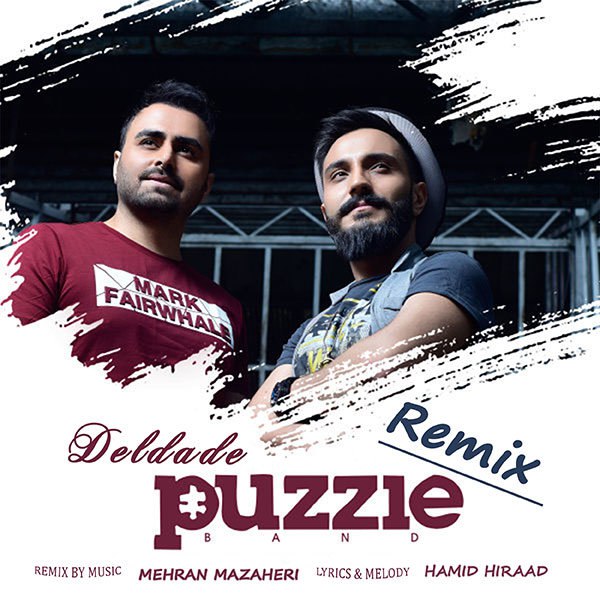 MARK
FAIRWHALE
Deldade
Remix
puzzle
BAND
REMIX BY MUSIC MEHRAN MAZAHERI LYRICS & MELODY HAMID HIRAAD